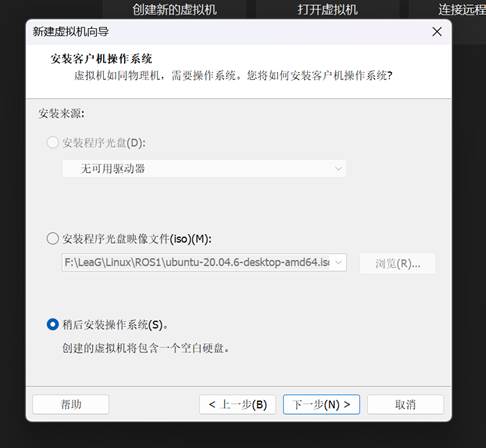 创建新的虚拟机 打开虚拟机 连接远程
新建虚拟机向导
安装客户机操作系统
虚拟机如同物理机，需要操作系统。您将如何安装客户机操作系统?
安装来源:
安装程序光盘(D):
无可用驱动器
安装程序光盘映像文件(iso)(M):
F:\LeaG\Linux\ROS1\ubuntu-20.04.6-desktop-amd64.iso
浏览(R)...
稍后安装操作系统(S)。
创建的虚拟机将包含一个空白硬盘。
帮助 < 上一步(B) 下一步(N) > 取消